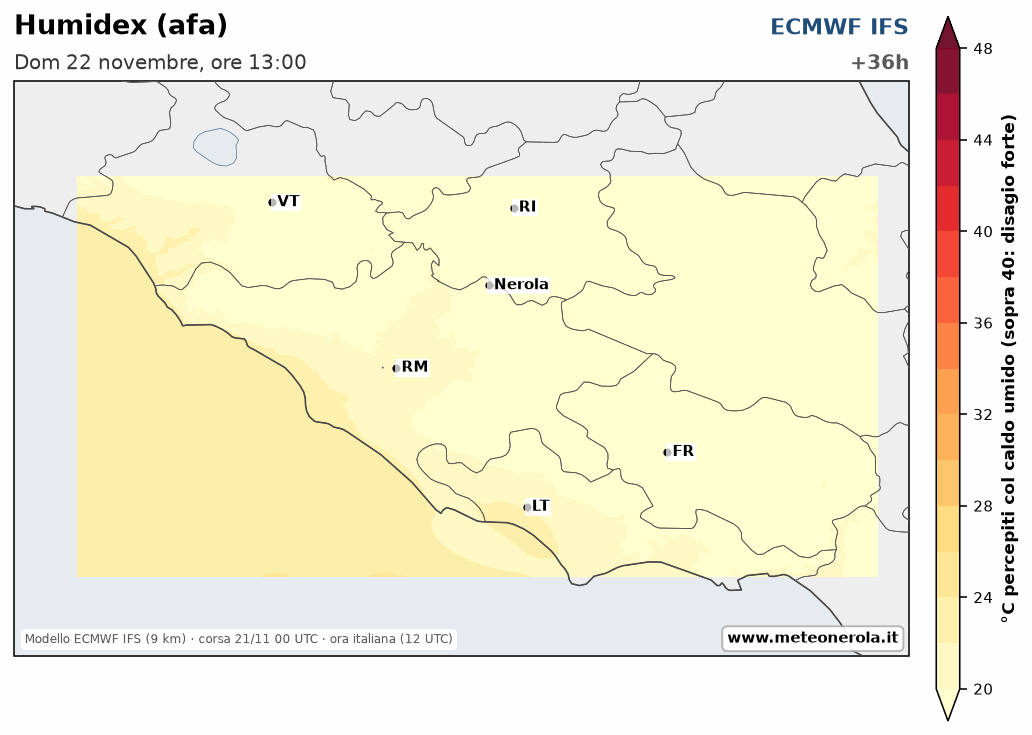 Humidex (afa)
ECMWF IFS
Dom 22 novembre, ore 13:00
+36h
VT
RI
Nerola
RM
FR
LT
Modello ECMWF IFS (9 km) · corsa 21/11 00 UTC · ora italiana (12 UTC)
www.meteonerola.it
48
44
40
36
32
28
24
20
°C percepiti col caldo umido (sopra 40: disagio forte)